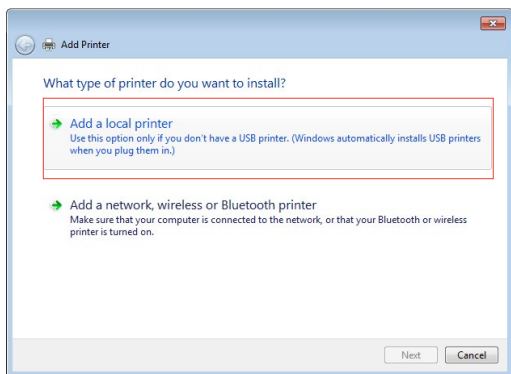 Add Printer
What type of printer do you want to install?
Add a local printer
Use this option only if you don't have a USB printer. (Windows automatically installs USB printers
when you plug them in.)
Add a network, wireless or Bluetooth printer
Make sure that your computer is connected to the network, or that your Bluetooth or wireless
printer is turned on.
Next Cancel